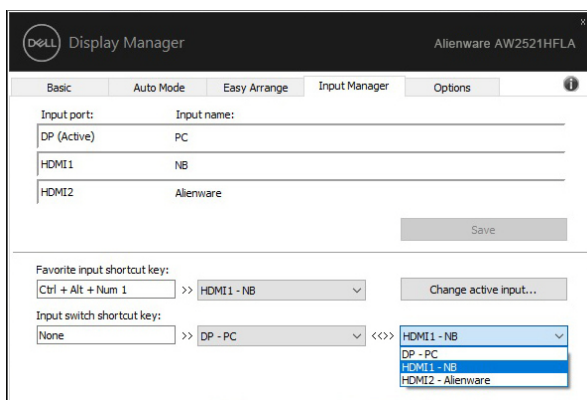 DELL Display Manager Alienware AW2521HFLA
x
Basic Auto Mode Easy Arrange Input Manager Options i
Input port: Input name:
DP (Active) PC
HDMI1 NB
HDMI2 Alienware
Save
Favorite input shortcut key:
Ctrl + Alt + Num 1 >> HDMI1 - NB Change active input...
Input switch shortcut key:
None >> DP - PC <<>> HDMI1 - NB
DP - PC
HDMI1 - NB
HDMI2 - Alienware